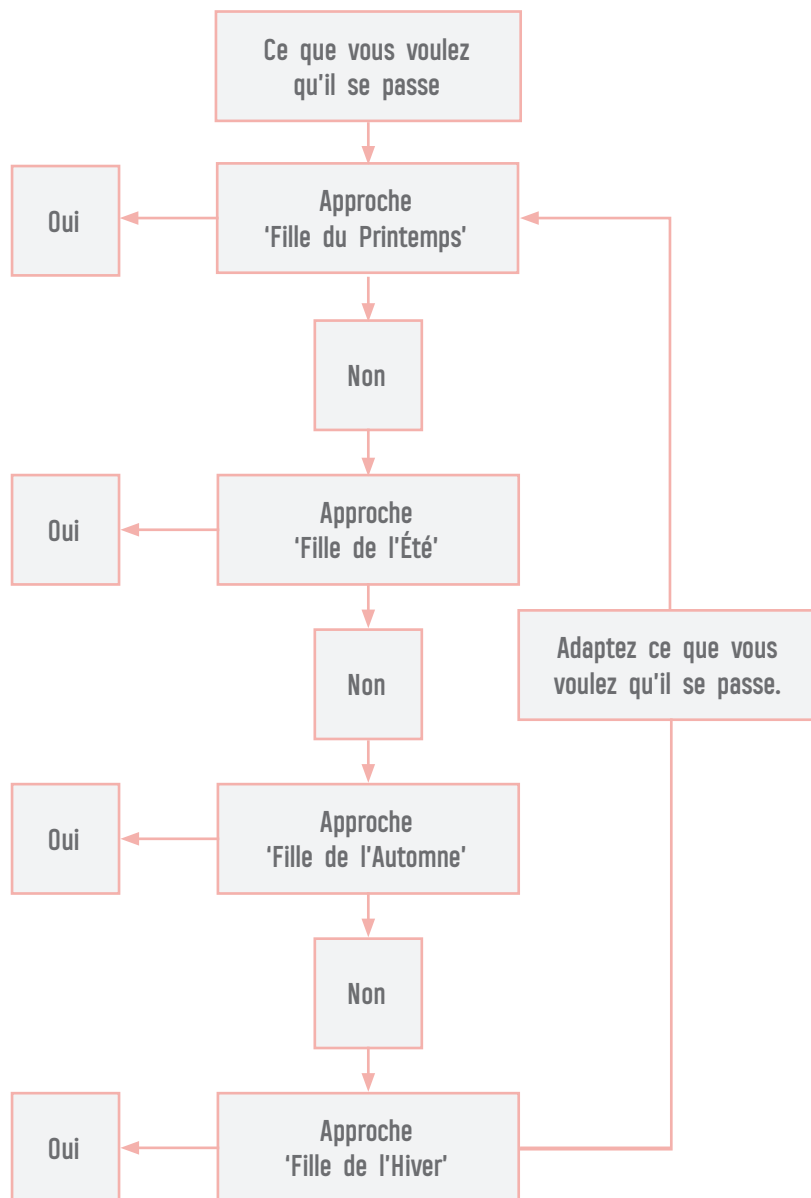 Ce que vous voulez
qu'il se passe
Oui
Approche
‘Fille du Printemps’
Non
Oui
Approche
‘Fille de l'Été’
Adaptez ce que vous
voulez qu'il se passe.
Non
Oui
Approche
‘Fille de l'Automne’
Non
Oui
Approche
‘Fille de l'Hiver’